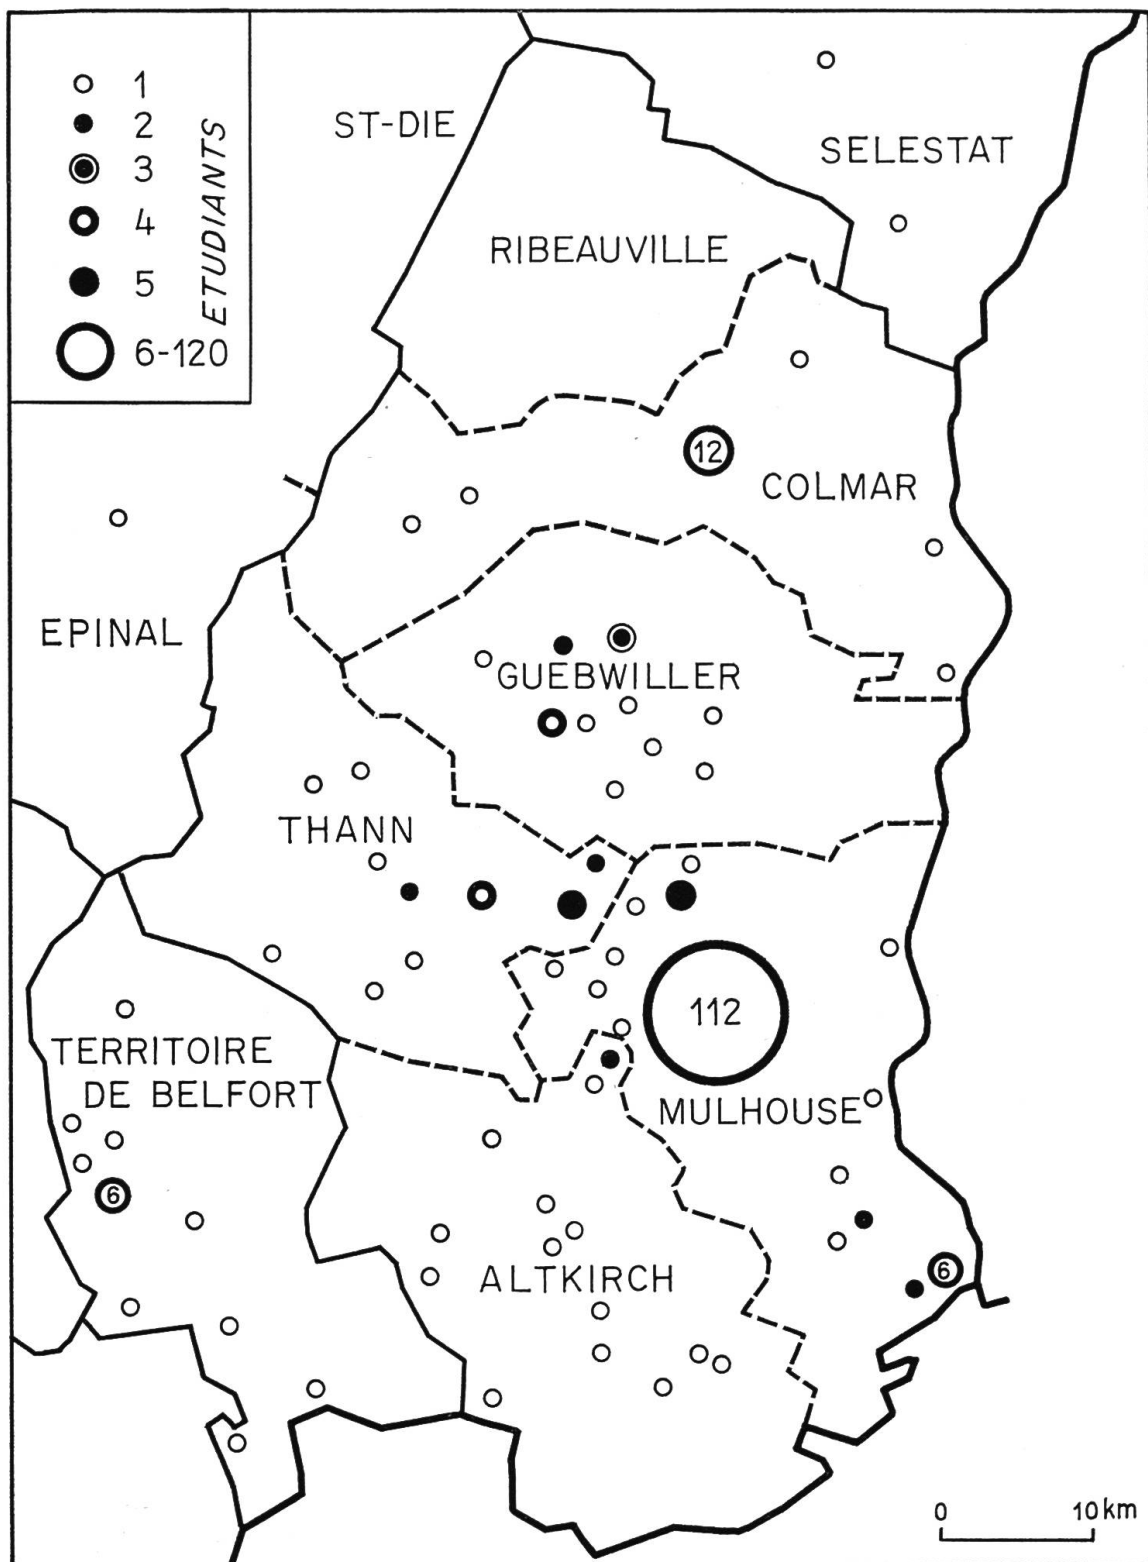 1
2
3
4
5
6-120
ETUDIANTS
ST-DIE
SELESTAT
RIBEAUVILLE
12
COLMAR
EPINAL
GUEBWILLER
THANN
112
TERRITOIRE
DE BELFORT
MULHOUSE
6
6
ALTKIRCH
0 10 km